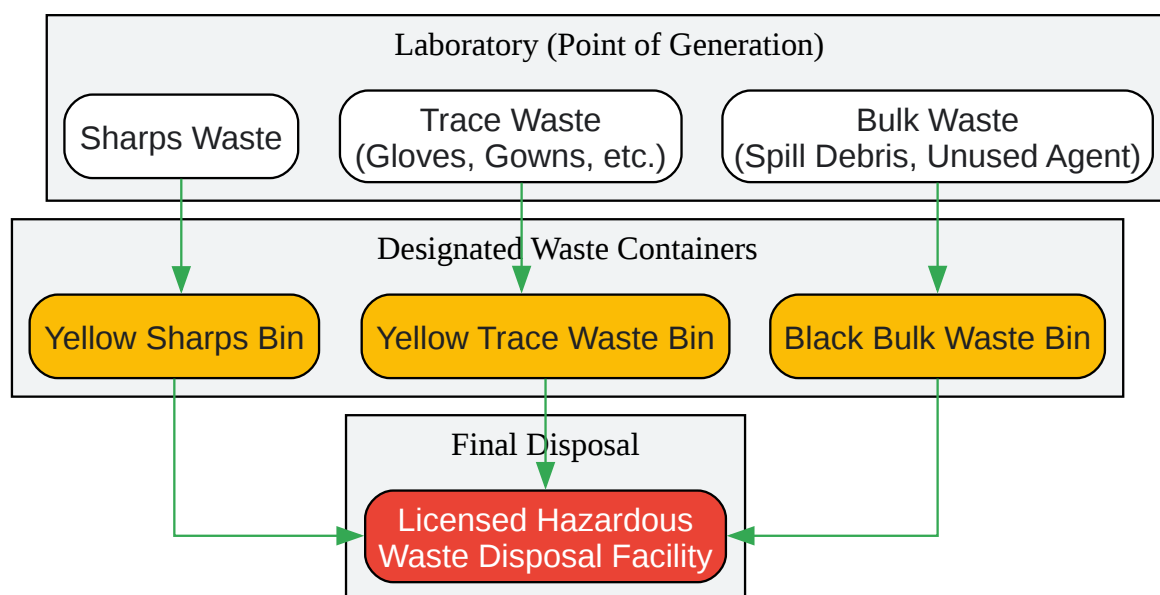 Laboratory (Point of Generation)
Sharps Waste
Trace Waste
(Gloves, Gowns, etc.)
Bulk Waste
(Spill Debris, Unused Agent)
Designated Waste Containers
Yellow Sharps Bin
Yellow Trace Waste Bin
Black Bulk Waste Bin
Final Disposal
Licensed Hazardous
Waste Disposal Facility